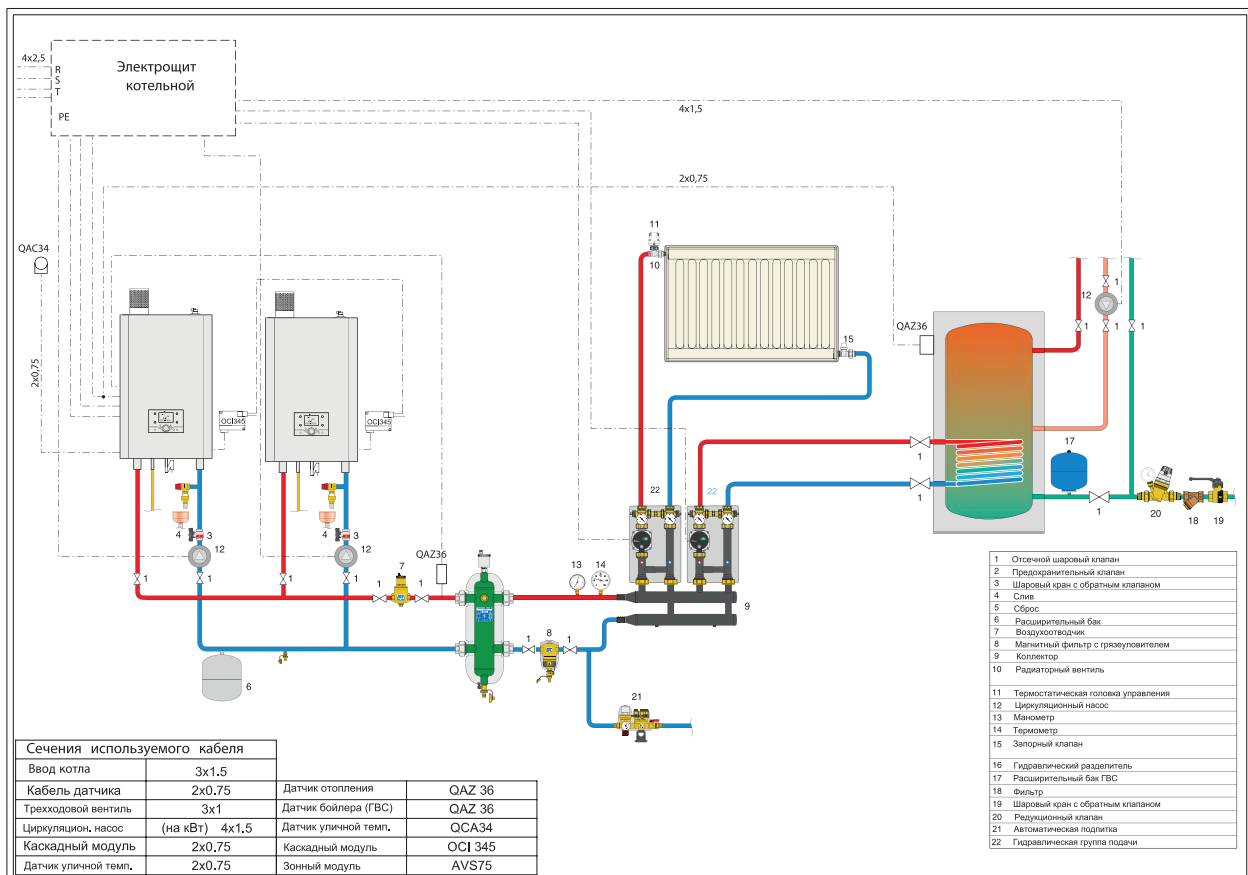 4x2,5
R
S
T
PE
Электрощит
котельной
4x1,5
2x0,75
QAC34
2x0,75
11
10
15
QAZ36
12
1
1
1
1
OCI345
OCI345
4
3
4
3
12
12
1
1
1
1
1
7
1
QAZ36
13
14
22
22
9
1
1
17
1
20
18
19
1
8
1
6
21
1 Отсечной шаровый клапан
2 Предохранительный клапан
3 Шаровый кран с обратным клапаном
4 Слив
5 Сброс
6 Расширительный бак
7 Воздухоотводчик
8 Магнитный фильтр с грязеуловителем
9 Коллектор
10 Радиаторный вентиль
11 Термостатическая головка управления
12 Циркуляционный насос
13 Манометр
14 Термометр
15 Запорный клапан
16 Гидравлический разделитель
17 Расширительный бак ГВС
18 Фильтр
19 Шаровый кран с обратным клапаном
20 Редукционный клапан
21 Автоматическая подпитка
22 Гидравлическая группа подачи
Сечения используемого кабеля
Ввод котла 3x1.5
Кабель датчика 2x0.75 Датчик отопления QAZ 36
Трехходовой вентиль 3x1 Датчик бойлера (ГВС) QAZ 36
Циркуляцион. насос (на кВт) 4x1.5 Датчик уличной темп. QCA34
Каскадный модуль 2x0.75 Каскадный модуль OCI 345
Датчик уличной темп. 2x0.75 Зонный модуль AVS75